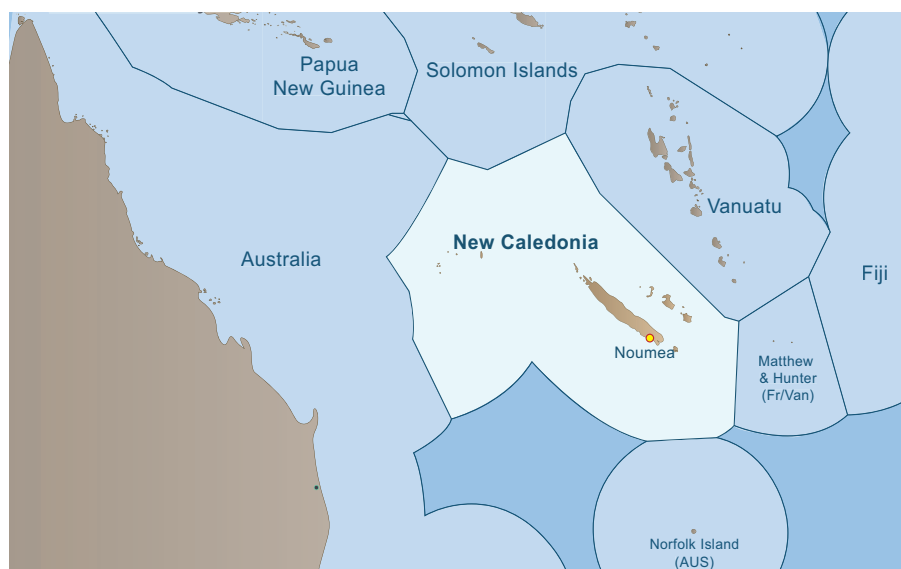 Papua
New Guinea
Solomon Islands
Vanuatu
New Caledonia
Australia
Fiji
Noumea
Matthew
& Hunter
(Fr/Van)
Norfolk Island
(AUS)